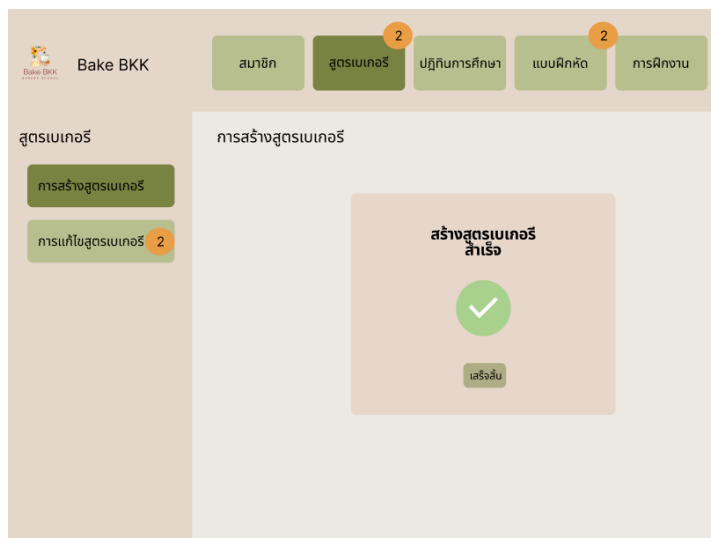 Bake BKK
BAKERY SCHOOL
Bake BKK
สมาชิก
สูตรเบเกอรี
2
ปฎิทินการศึกษา
แบบฝึกหัด
2
การฝึกงาน
สูตรเบเกอรี
การสร้างสูตรเบเกอรี
การแก้ไขสูตรเบเกอรี 2
การสร้างสูตรเบเกอรี
สร้างสูตรเบเกอรี
สำเร็จ
เสร็จสิ้น